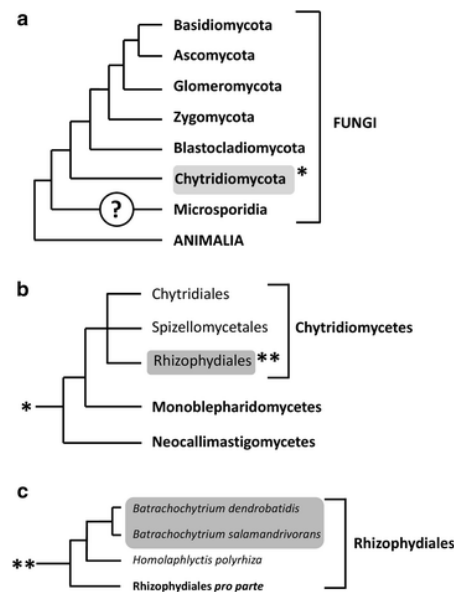 a
Basidiomycota
Ascomycota
Glomeromycota
Zygomycota
Blastocladiomycota
Chytridiomycota *
? Microsporidia
ANIMALIA
FUNGI
b
Chytridiales
Spizellomycetales
Rhizophydiales **
Chytridiomycetes
* Monoblepharidomycetes
Neocallimastigomycetes
c
Batrachochytrium dendrobatidis
Batrachochytrium salamandrivorans
Rhizophydiales
** Homolaphlyctis polyrhiza
Rhizophydiales pro parte